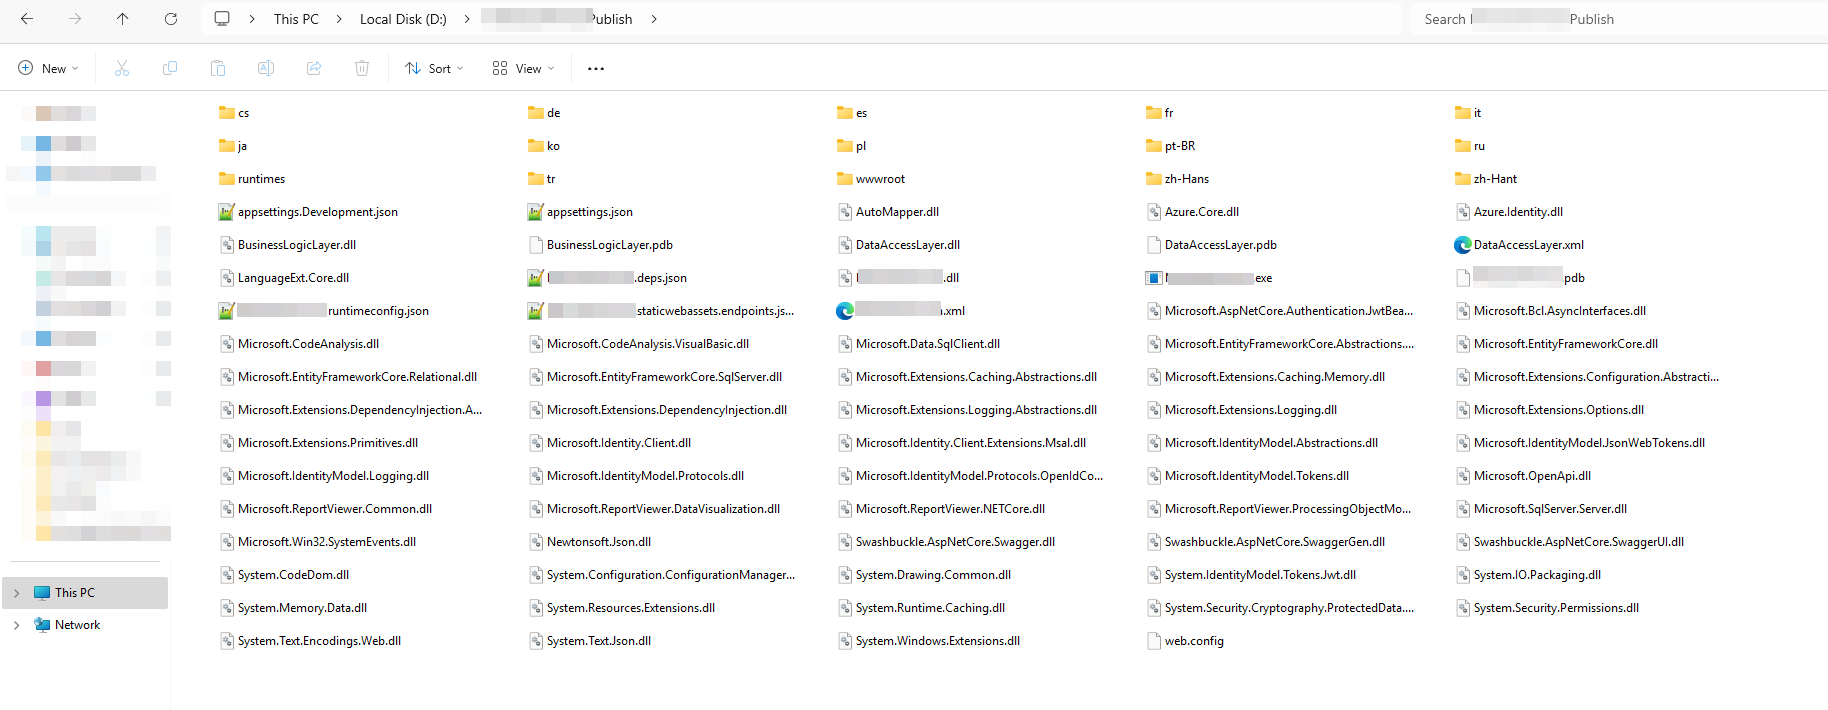 This PC > Local Disk (D:) > Publish > Search Publish
New Sort View ...
cs de es fr it
ja ko pl pt-BR ru
runtimes tr wwwroot zh-Hans zh-Hant
appsettings.Development.json appsettings.json AutoMapper.dll Azure.Core.dll Azure.Identity.dll
BusinessLogicLayer.dll BusinessLogicLayer.pdb DataAccessLayer.dll DataAccessLayer.pdb DataAccessLayer.xml
LanguageExt.Core.dll .deps.json .dll exe pdb
runtimeconfig.json staticwebassets.endpoints.js... .xml Microsoft.AspNetCore.Authentication.JwtBea... Microsoft.Bcl.AsyncInterfaces.dll
Microsoft.CodeAnalysis.dll Microsoft.CodeAnalysis.VisualBasic.dll Microsoft.Data.SqlClient.dll Microsoft.EntityFrameworkCore.Abstractions.... Microsoft.EntityFrameworkCore.dll
Microsoft.EntityFrameworkCore.Relational.dll Microsoft.EntityFrameworkCore.SqlServer.dll Microsoft.Extensions.Caching.Abstractions.dll Microsoft.Extensions.Caching.Memory.dll Microsoft.Extensions.Configuration.Abstracti...
Microsoft.Extensions.DependencyInjection.A... Microsoft.Extensions.DependencyInjection.dll Microsoft.Extensions.Logging.Abstractions.dll Microsoft.Extensions.Logging.dll Microsoft.Extensions.Options.dll
Microsoft.Extensions.Primitives.dll Microsoft.Identity.Client.dll Microsoft.Identity.Client.Extensions.Msal.dll Microsoft.IdentityModel.Abstractions.dll Microsoft.IdentityModel.JsonWebTokens.dll
Microsoft.IdentityModel.Logging.dll Microsoft.IdentityModel.Protocols.dll Microsoft.IdentityModel.Protocols.OpenIdCo... Microsoft.IdentityModel.Tokens.dll Microsoft.OpenApi.dll
Microsoft.ReportViewer.Common.dll Microsoft.ReportViewer.DataVisualization.dll Microsoft.ReportViewer.NETCore.dll Microsoft.ReportViewer.ProcessingObjectMo... Microsoft.SqlServer.Server.dll
Microsoft.Win32.SystemEvents.dll Newtonsoft.Json.dll Swashbuckle.AspNetCore.Swagger.dll Swashbuckle.AspNetCore.SwaggerGen.dll Swashbuckle.AspNetCore.SwaggerUI.dll
System.CodeDom.dll System.Configuration.ConfigurationManager... System.Drawing.Common.dll System.IdentityModel.Tokens.Jwt.dll System.IO.Packaging.dll
This PC
System.Memory.Data.dll System.Resources.Extensions.dll System.Runtime.Caching.dll System.Security.Cryptography.ProtectedData.... System.Security.Permissions.dll
Network
System.Text.Encodings.Web.dll System.Text.Json.dll System.Windows.Extensions.dll web.config